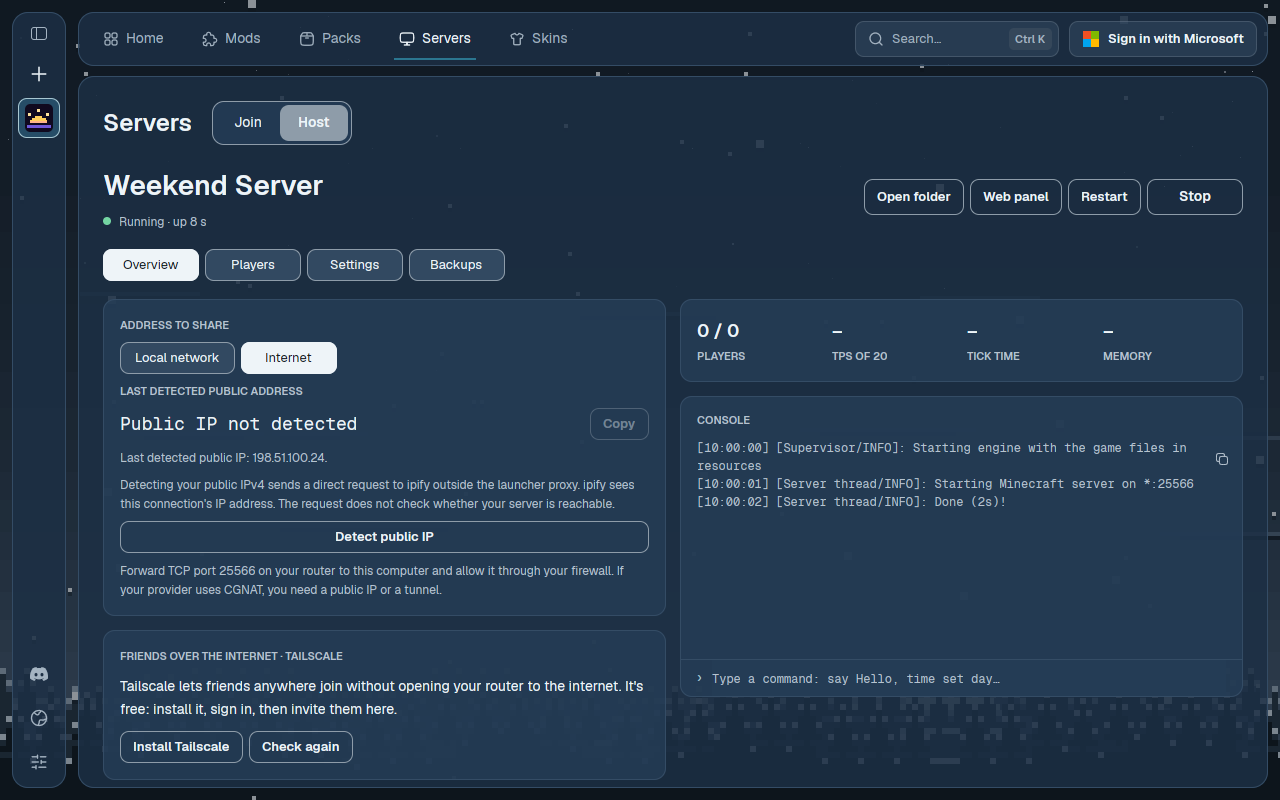 Home
Mods
Packs
Servers
Skins
Search...
Ctrl K
Sign in with Microsoft
Servers
Join
Host
Weekend Server
Running · up 8 s
Open folder
Web panel
Restart
Stop
Overview
Players
Settings
Backups
ADDRESS TO SHARE
Local network
Internet
LAST DETECTED PUBLIC ADDRESS
Public IP not detected
Copy
Last detected public IP: 198.51.100.24.
Detecting your public IPv4 sends a direct request to ipify outside the launcher proxy. ipify sees
this connection's IP address. The request does not check whether your server is reachable.
Detect public IP
Forward TCP port 25566 on your router to this computer and allow it through your firewall. If
your provider uses CGNAT, you need a public IP or a tunnel.
FRIENDS OVER THE INTERNET · TAILSCALE
Tailscale lets friends anywhere join without opening your router to the internet. It's
free: install it, sign in, then invite them here.
Install Tailscale
Check again
0 / 0
PLAYERS
–
TPS OF 20
–
TICK TIME
–
MEMORY
CONSOLE
[10:00:00] [Supervisor/INFO]: Starting engine with the game files in
resources
[10:00:01] [Server thread/INFO]: Starting Minecraft server on *:25566
[10:00:02] [Server thread/INFO]: Done (2s)!
› Type a command: say Hello, time set day…